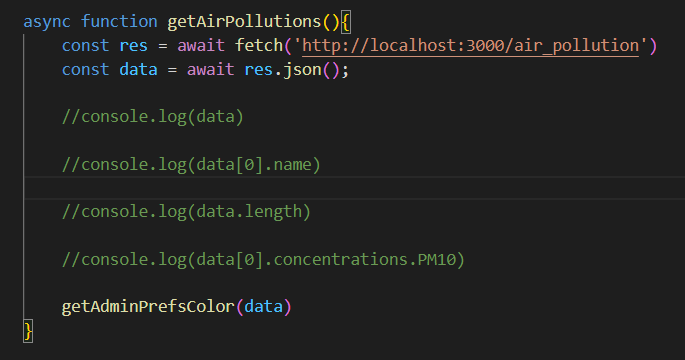 async function getAirPollutions(){
const res = await fetch('http://localhost:3000/air_pollution')
const data = await res.json();
//console.log(data)
//console.log(data[0].name)
//console.log(data.length)
//console.log(data[0].concentrations.PM10)
getAdminPrefsColor(data)
}